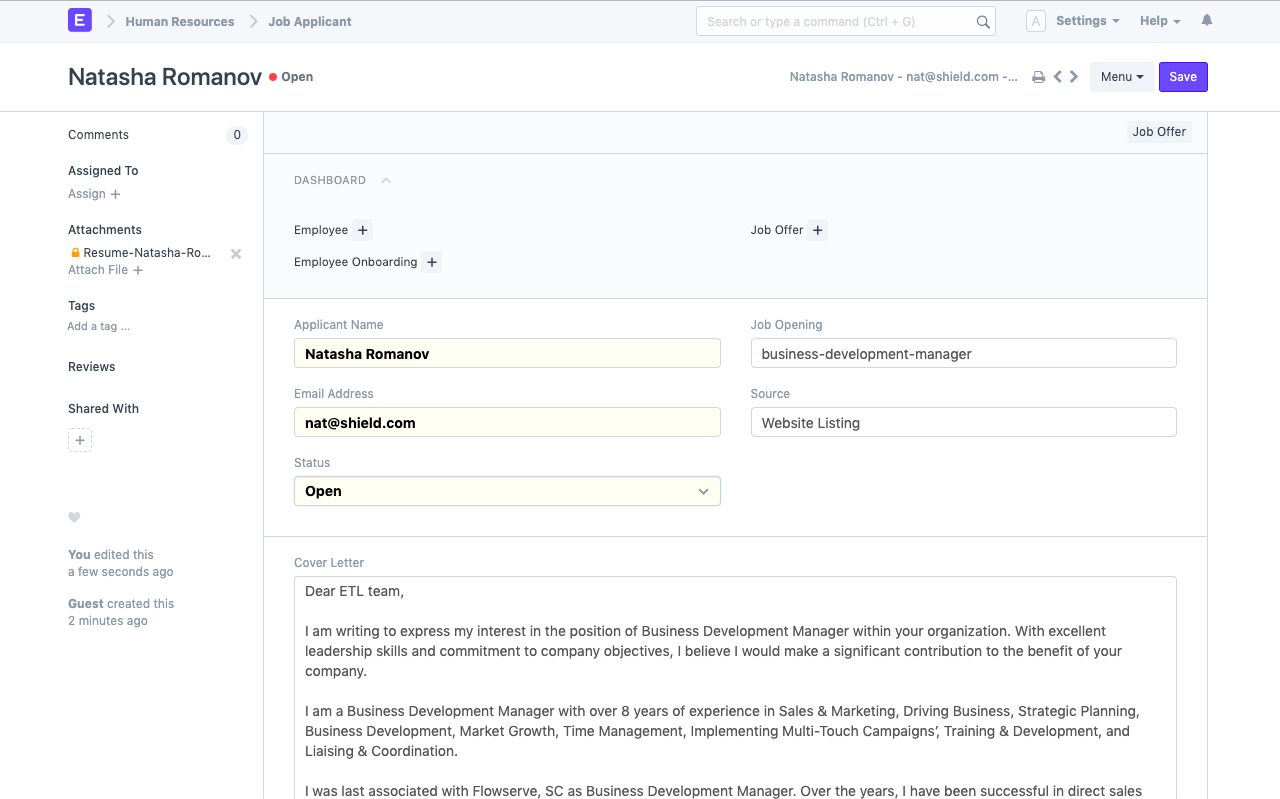 E Human Resources Job Applicant Search or type a command (Ctrl + G) A Settings Help
Natasha Romanov Open Natasha Romanov - nat@shield.com -... Menu Save
Comments 0
Assigned To
Assign +
Attachments
Resume-Natasha-Ro...
Attach File +
Tags
Add a tag ...
Reviews
Shared With
+
You edited this
a few seconds ago
Guest created this
2 minutes ago
Job Offer
DASHBOARD
Employee +
Job Offer +
Employee Onboarding +
Applicant Name
Natasha Romanov
Job Opening
business-development-manager
Email Address
nat@shield.com
Source
Website Listing
Status
Open
Cover Letter
Dear ETL team,
I am writing to express my interest in the position of Business Development Manager within your organization. With excellent
leadership skills and commitment to company objectives, I believe I would make a significant contribution to the benefit of your
company.
I am a Business Development Manager with over 8 years of experience in Sales & Marketing, Driving Business, Strategic Planning,
Business Development, Market Growth, Time Management, Implementing Multi-Touch Campaigns’, Training & Development, and
Liaising & Coordination.
I was last associated with Flowserve, SC as Business Development Manager. Over the years, I have been successful in direct sales